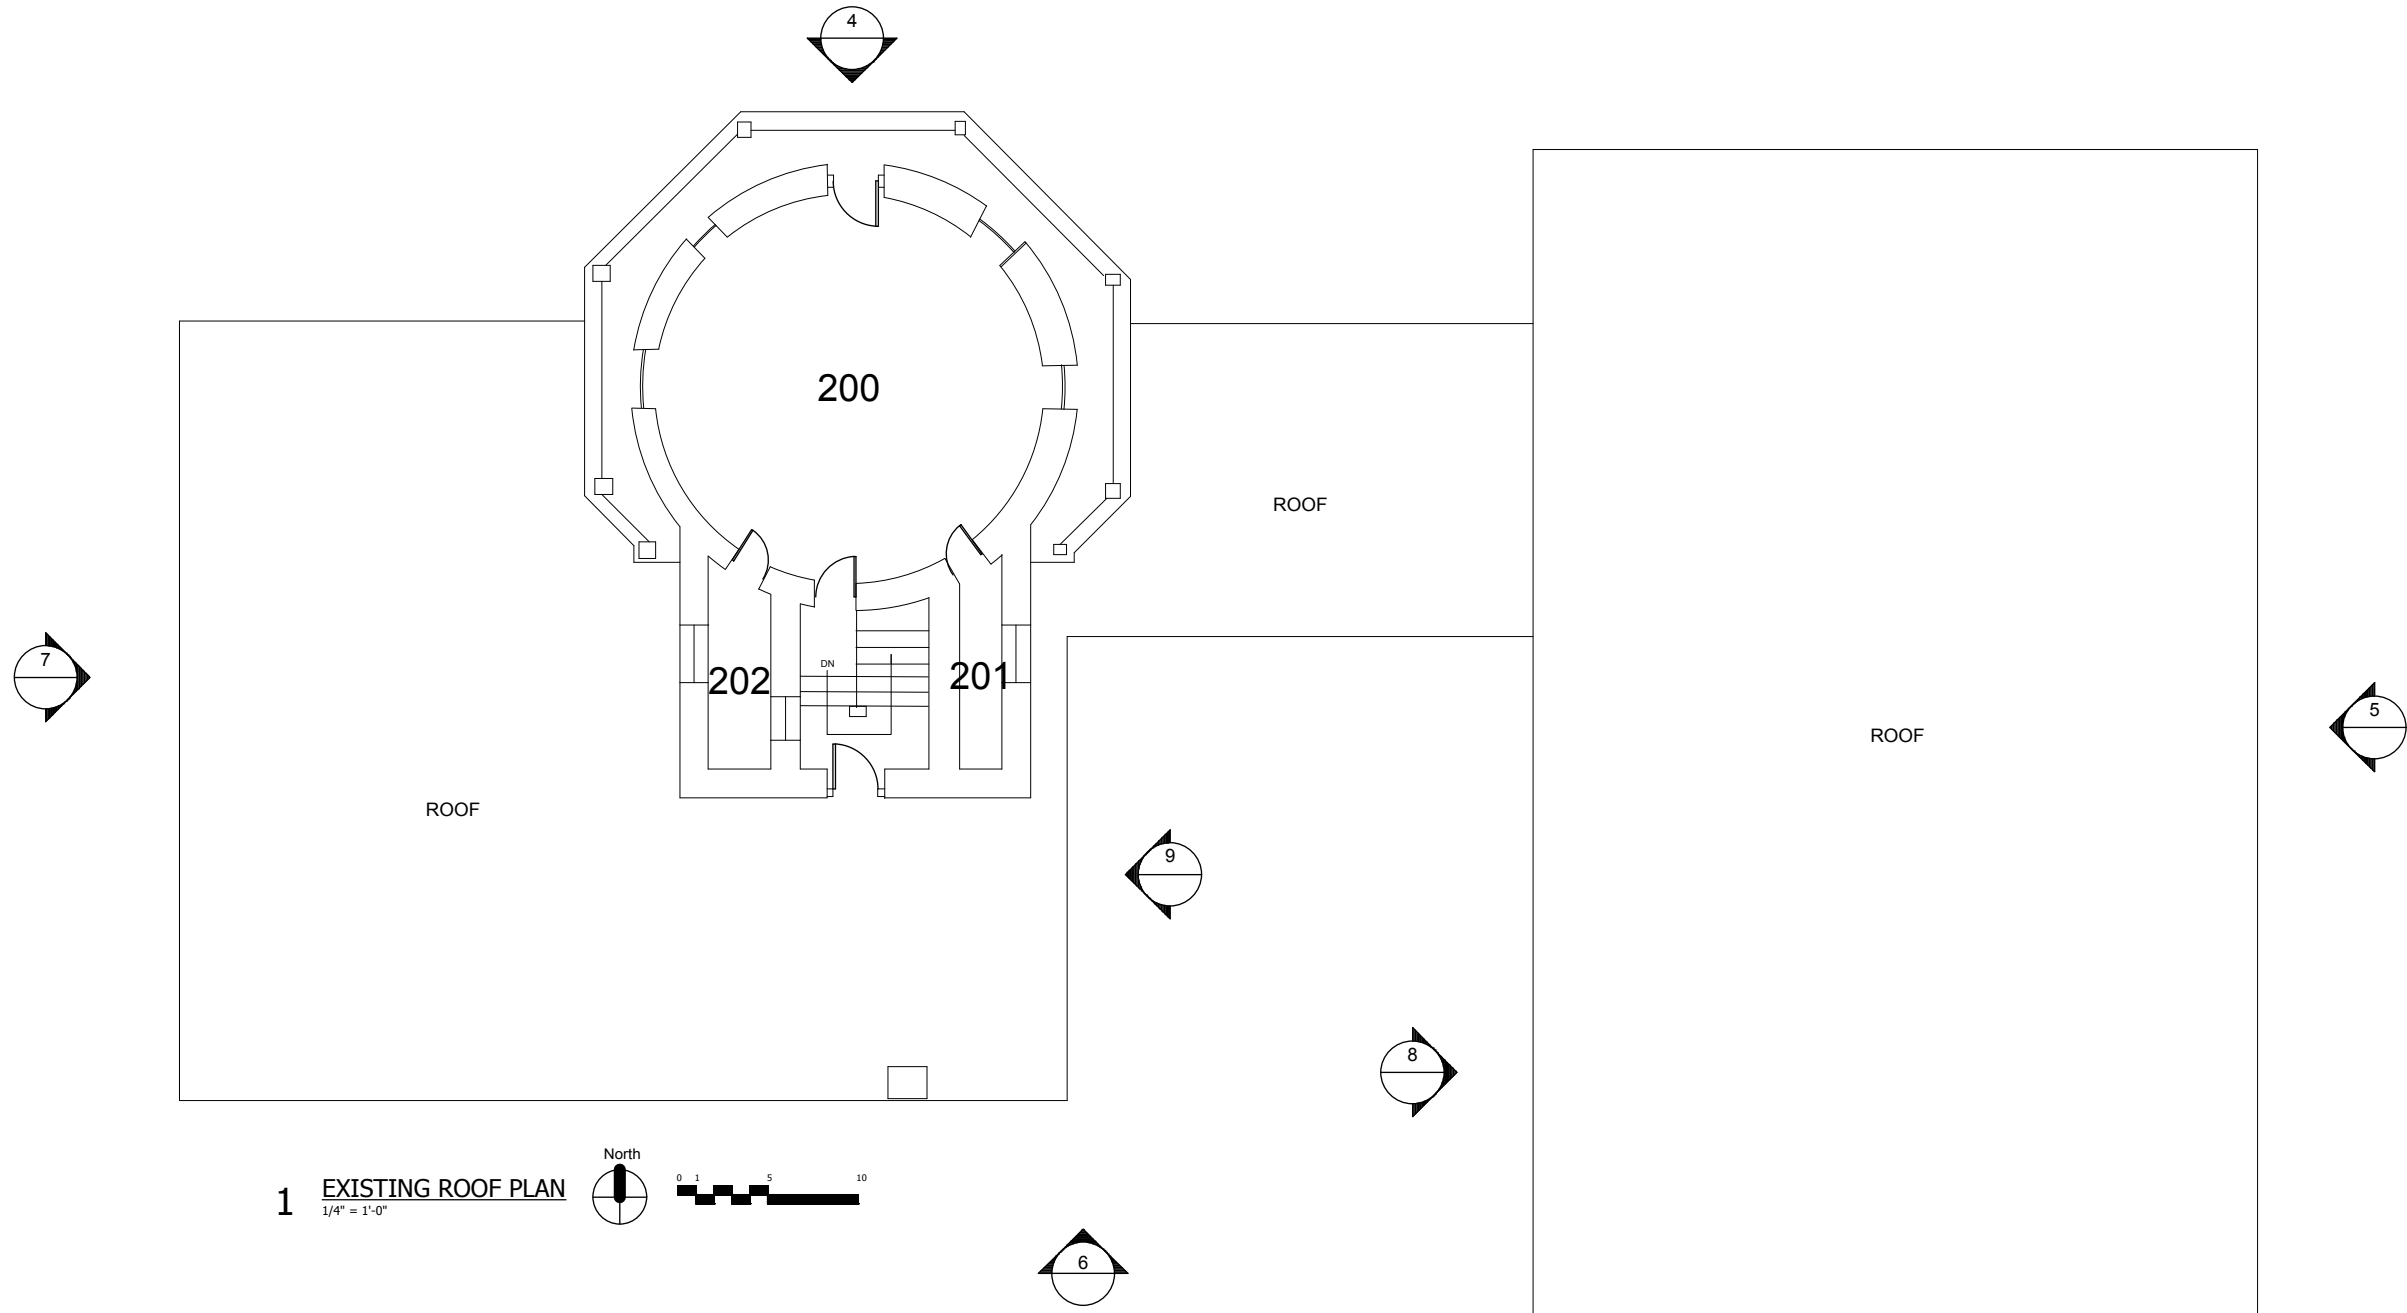 4
200
ROOF
7
DN
202
201
5
ROOF
ROOF
9
8
North
0 1 5 10
1 EXISTING ROOF PLAN
1/4" = 1'-0"
6